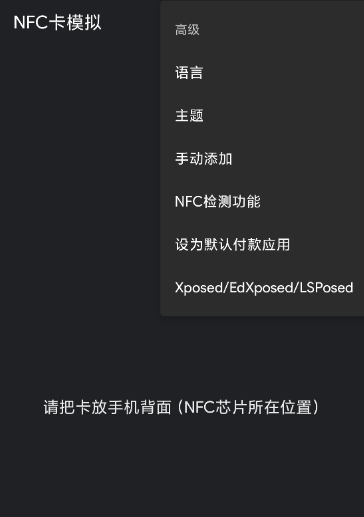 NFC卡模拟
高级
语言
主题
手动添加
NFC检测功能
设为默认付款应用
Xposed/EdXposed/LSPosed
请把卡放手机背面（NFC芯片所在位置）